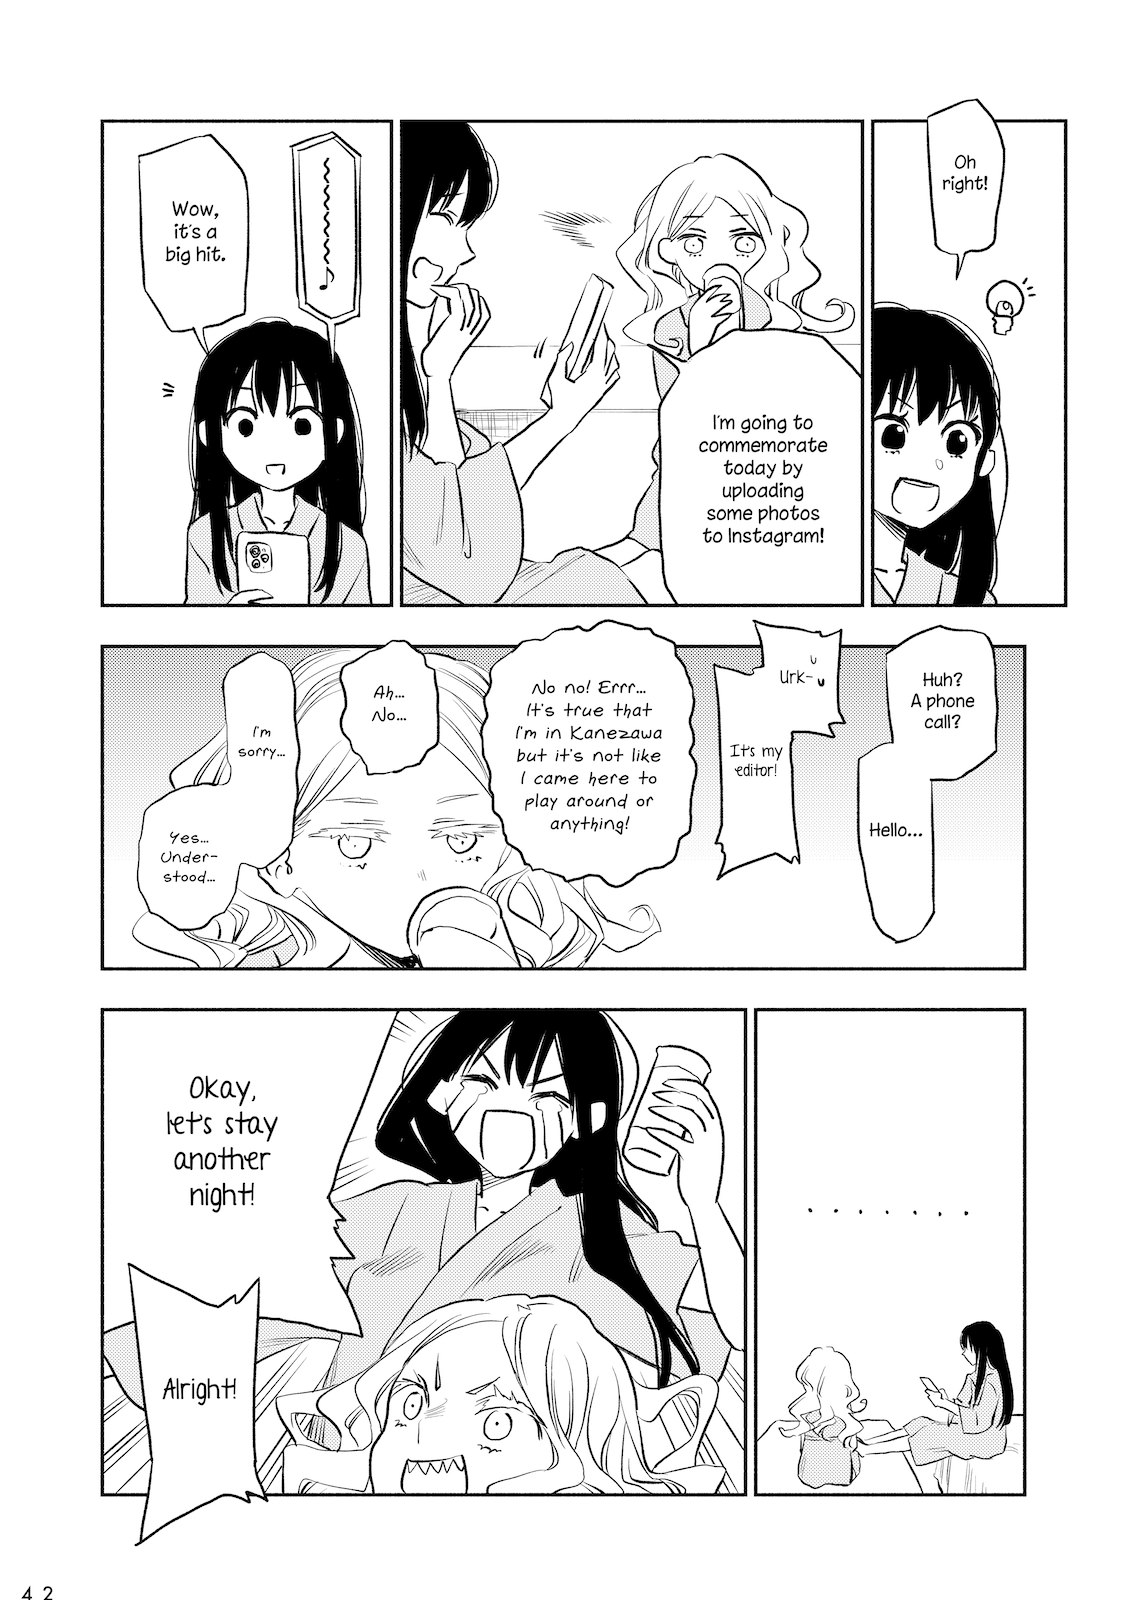 Oh
right!
I'm going to
commemorate
today by
uploading
some photos
to Instagram!
♪
Wow,
it's a
big hit.
Huh?
A phone
call?
Hello...
Urk–
It's my
editor!
No no! Errr...
It's true that
I'm in Kanezawa
but it's not like
I came here to
play around or
anything!
Ah...
No...
I'm
sorry...
Yes...
Under-
stood...
. . . . . . .
Okay,
let's stay
another
night!
Alright!
42